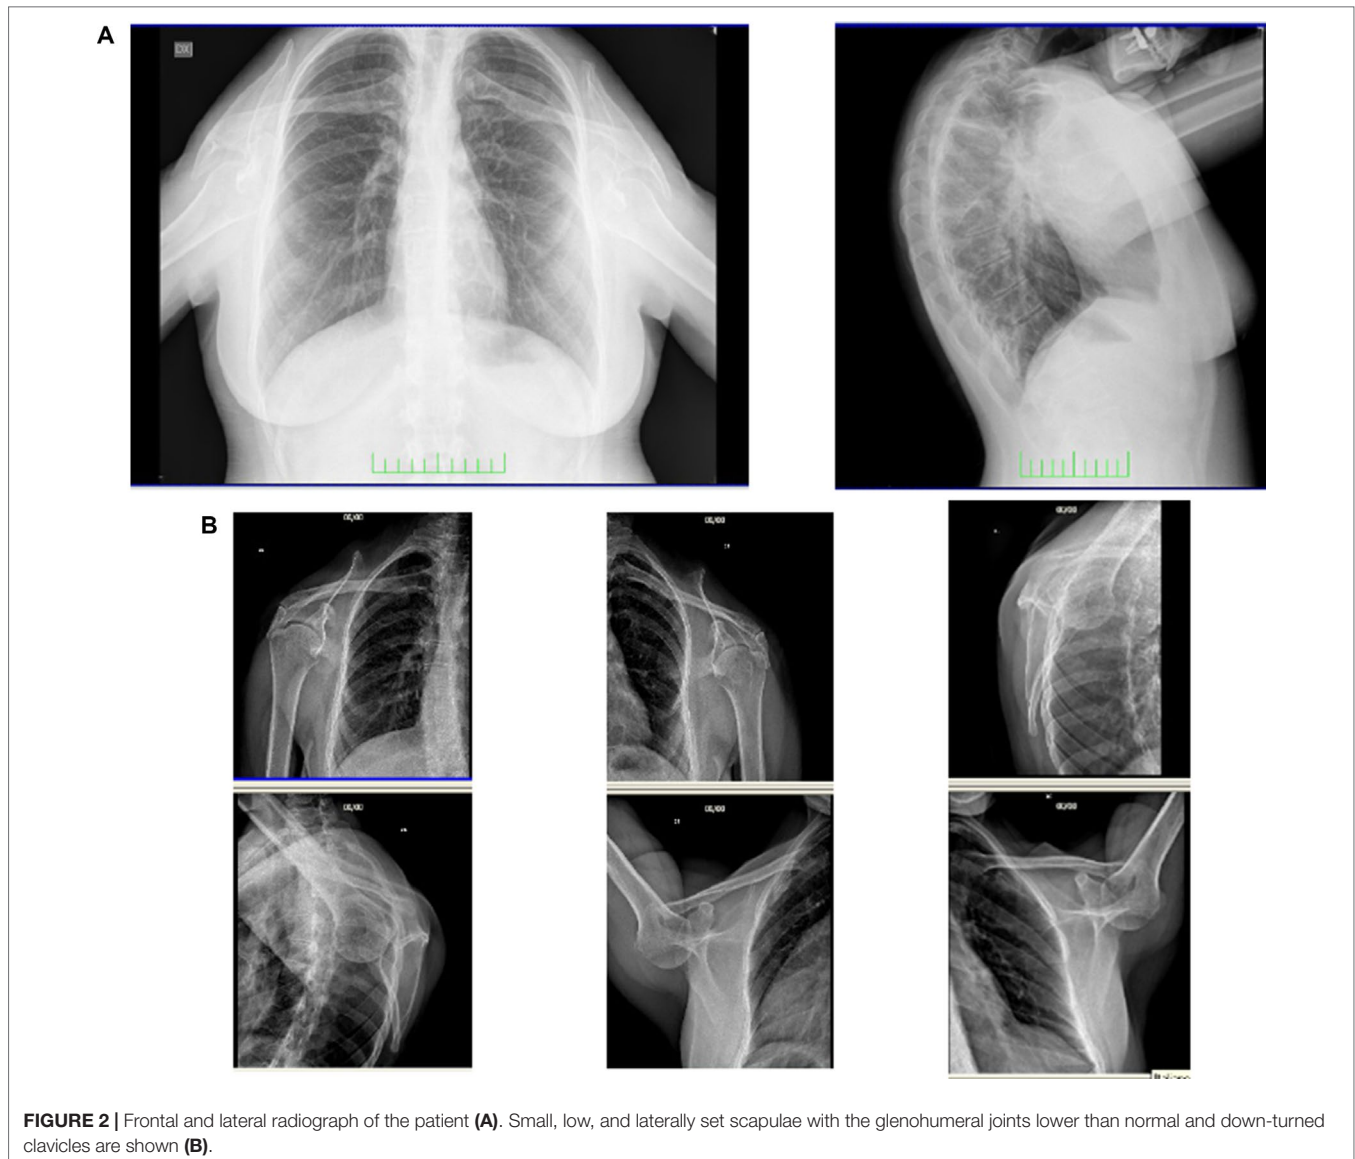 A
DX
B
FIGURE 2 | Frontal and lateral radiograph of the patient (A). Small, low, and laterally set scapulae with the glenohumeral joints lower than normal and down-turned
clavicles are shown (B).